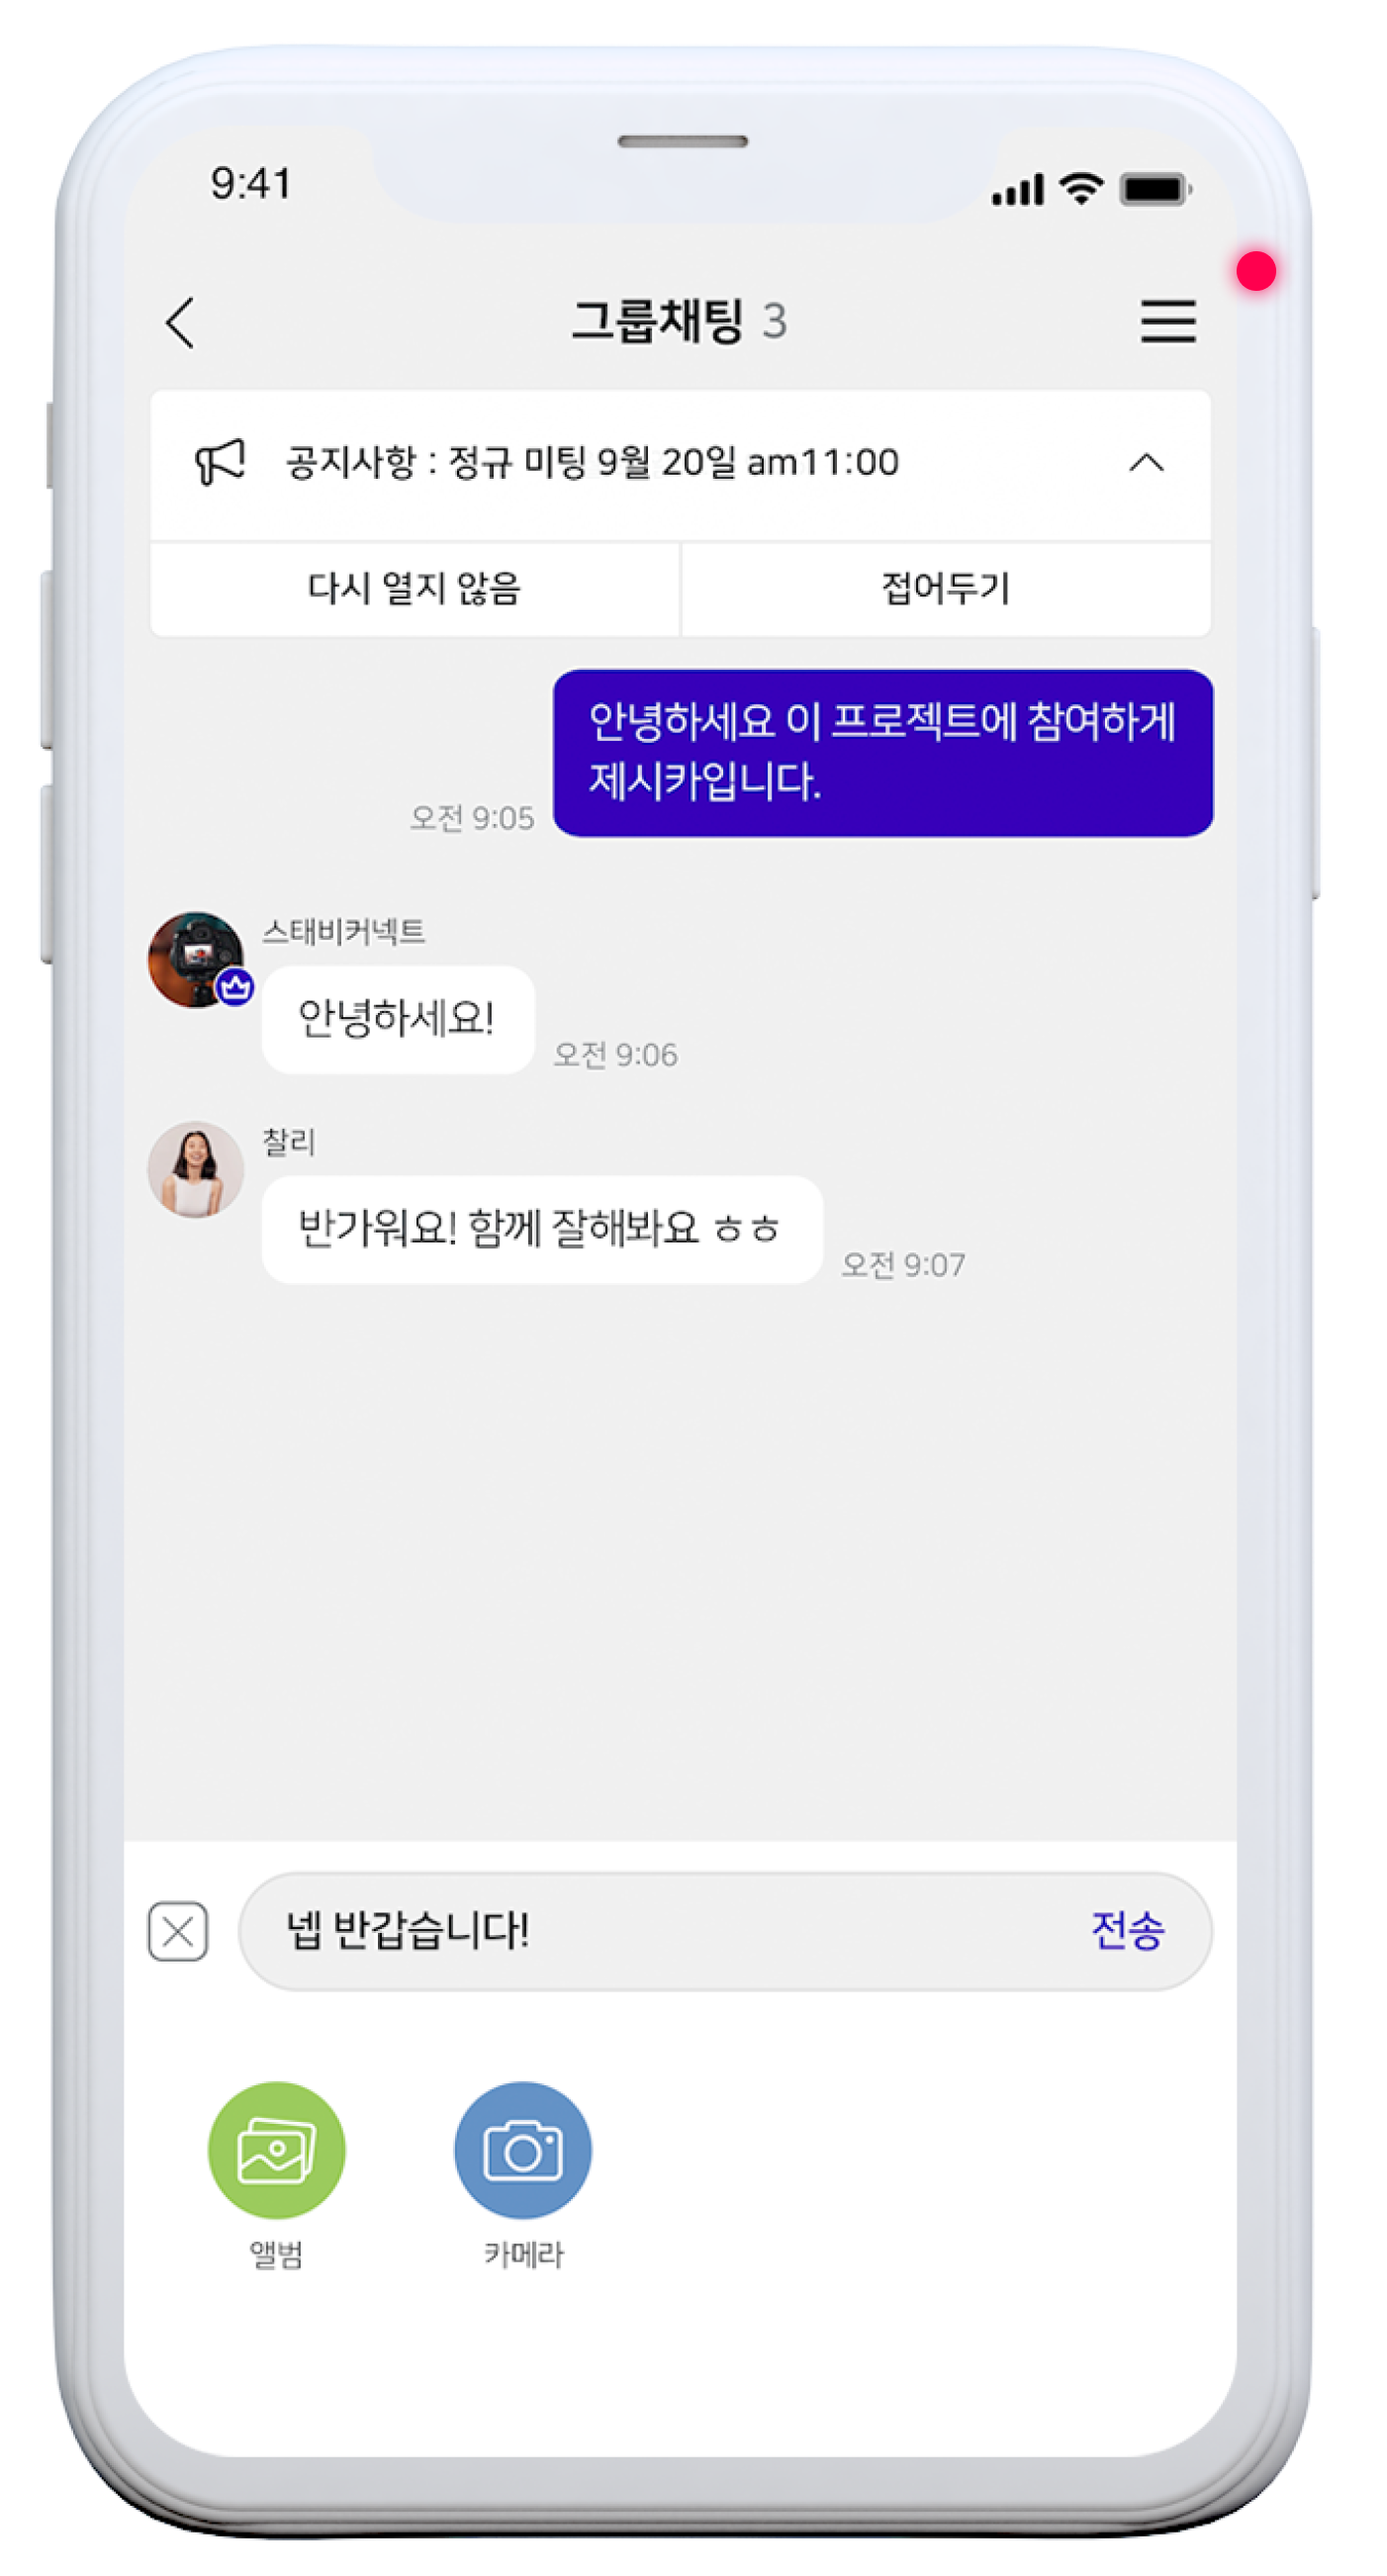 9:41
그룹채팅 3
공지사항 : 정규 미팅 9월 20일 am11:00
다시 열지 않음
접어두기
안녕하세요 이 프로젝트에 참여하게
제시카입니다.
오전 9:05
스태비커넥트
안녕하세요!
오전 9:06
찰리
반가워요! 함께 잘해봐요 ㅎㅎ
오전 9:07
넵 반갑습니다!
전송
앨범
카메라